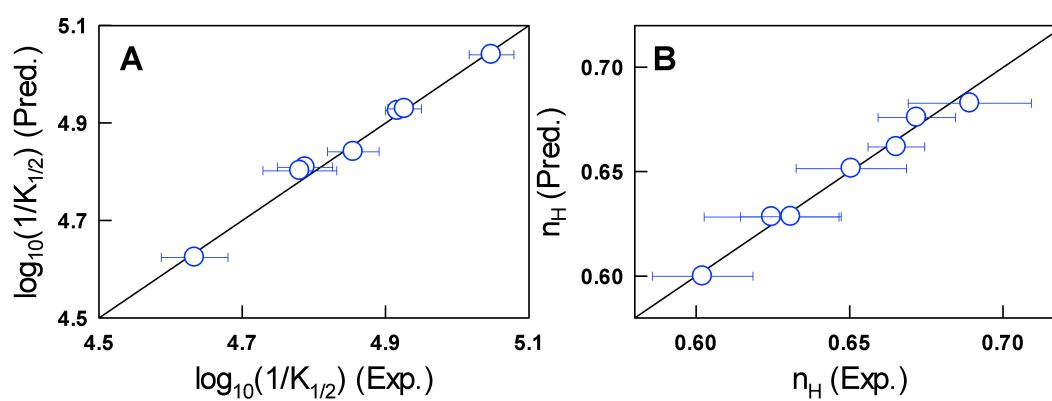 A
log10(1/K1/2) (Pred.)
5.1
4.9
4.7
4.5
4.5 4.7 4.9 5.1
log10(1/K1/2) (Exp.)
B
nH (Pred.)
0.70
0.65
0.60
0.60 0.65 0.70
nH (Exp.)